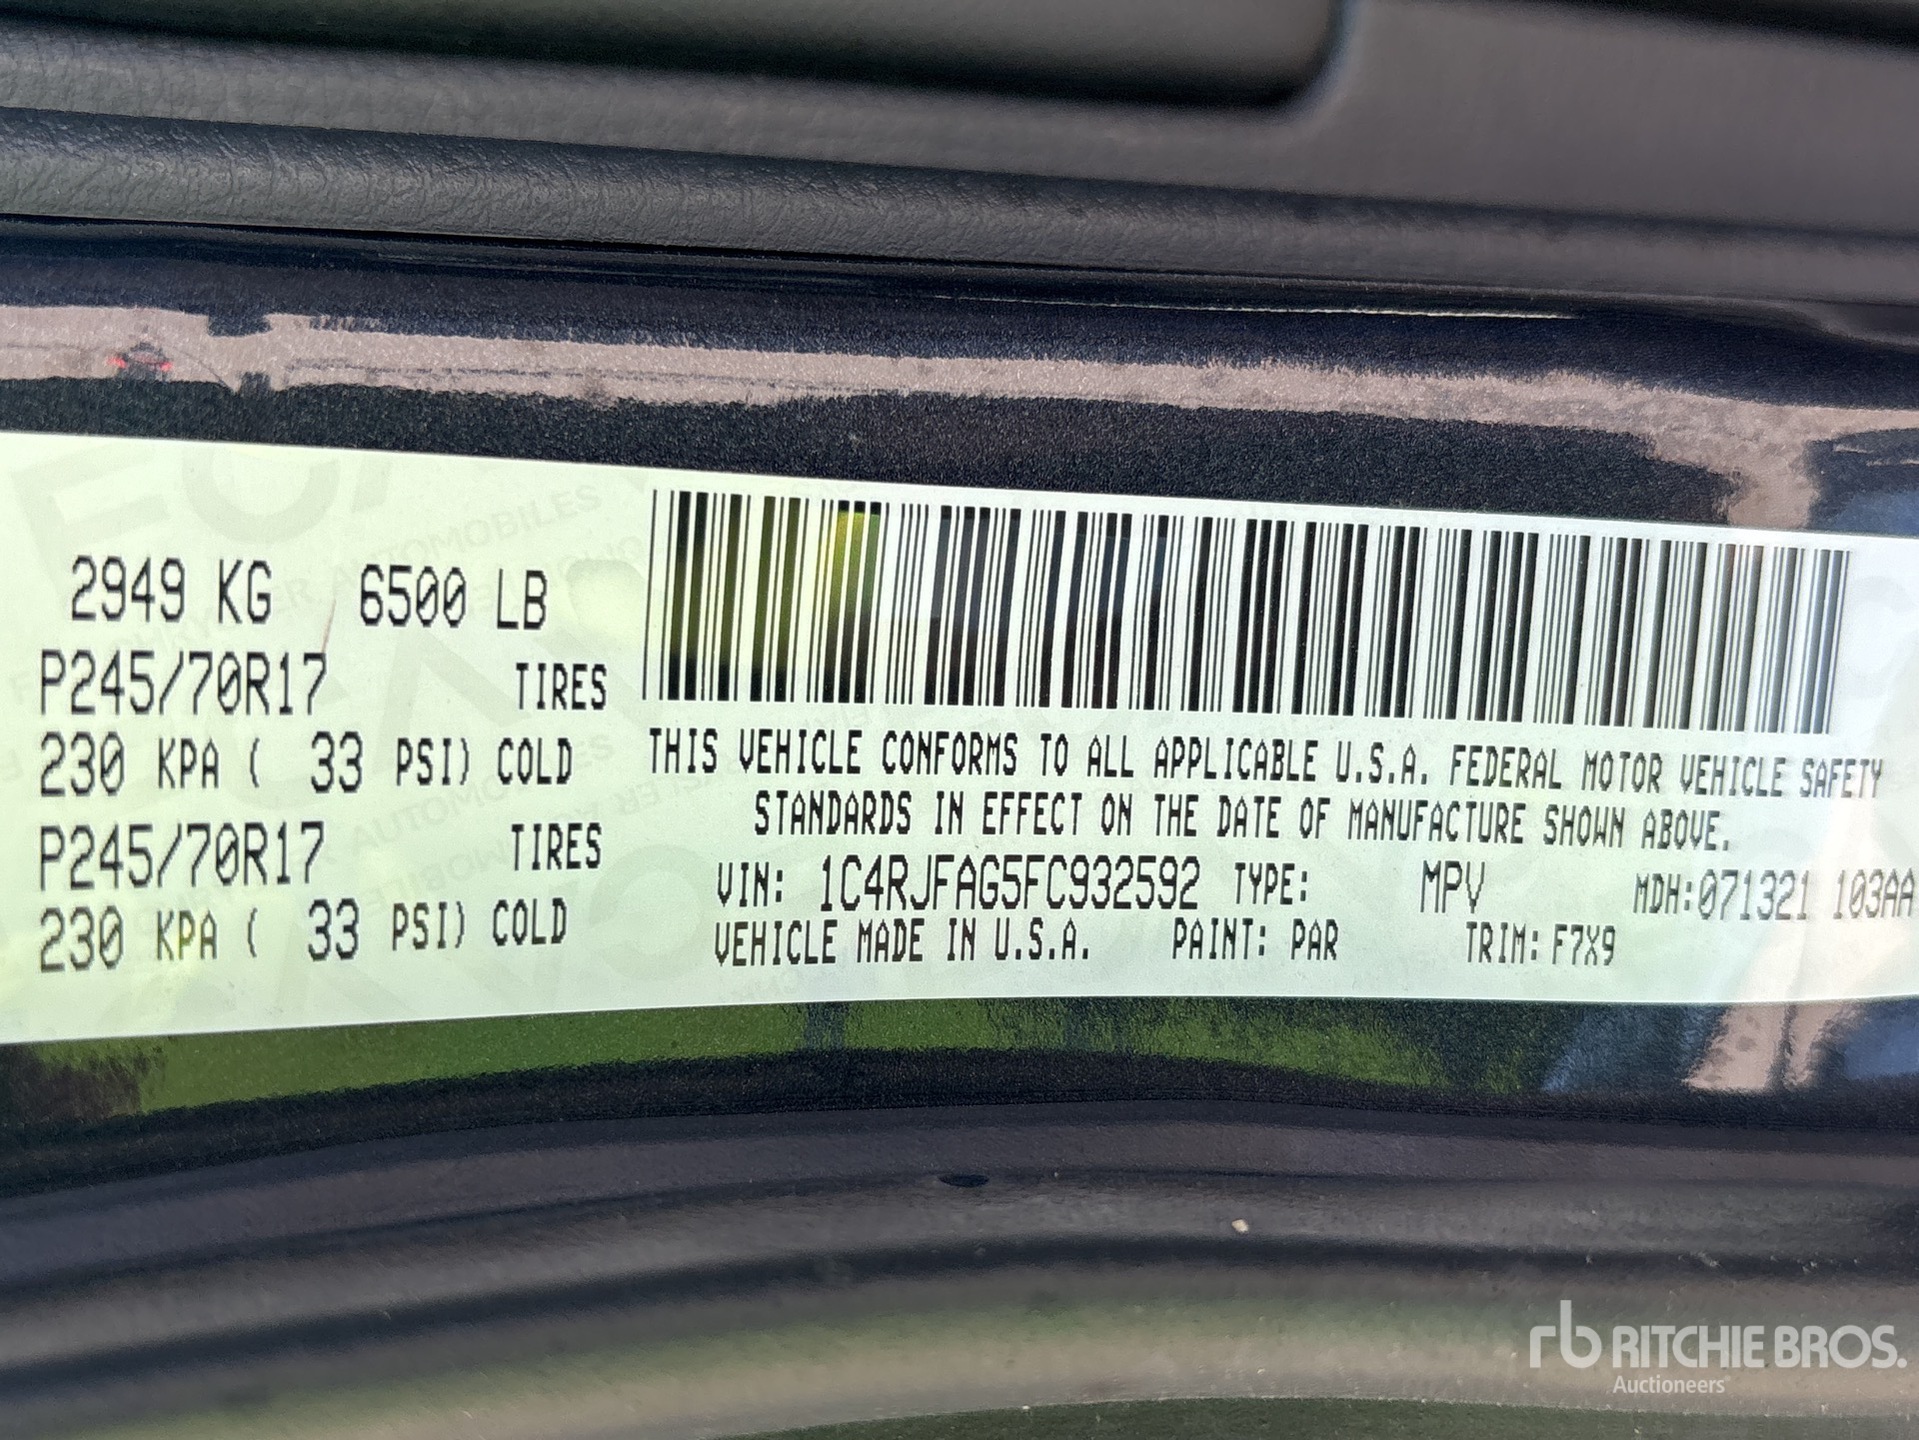 2949 KG 6500 LB
P245/70R17 TIRES
230 KPA ( 33 PSI) COLD
P245/70R17 TIRES
230 KPA ( 33 PSI) COLD
THIS VEHICLE CONFORMS TO ALL APPLICABLE U.S.A. FEDERAL MOTOR VEHICLE SAFETY
STANDARDS IN EFFECT ON THE DATE OF MANUFACTURE SHOWN ABOVE.
VIN: 1C4RJFAG5FC932592 TYPE: MPV MDH:071321 103AA
VEHICLE MADE IN U.S.A. PAINT: PAR TRIM: F7X9
rb RITCHIE BROS.
Auctioneers